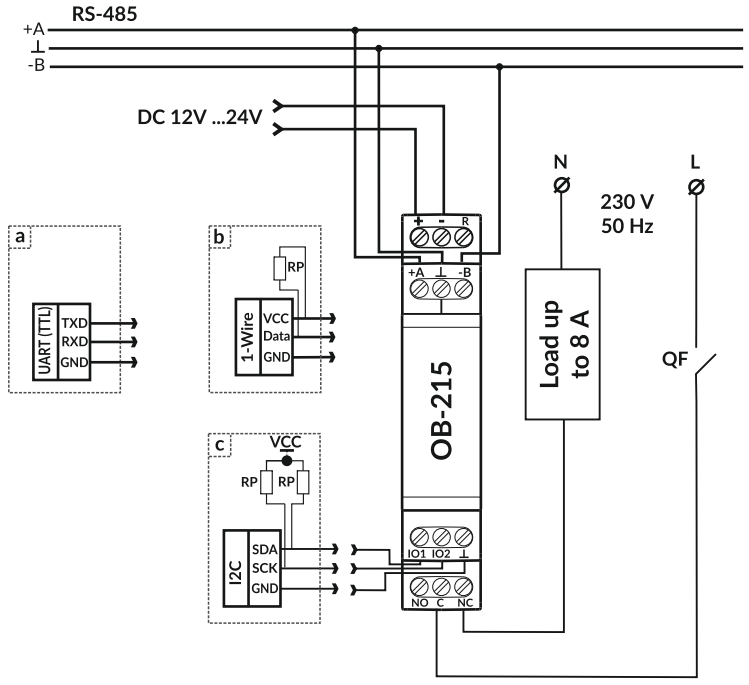 RS-485
+A
⊥
-B
DC 12V ...24V
N
L
230 V
50 Hz
+ - R
+A ⊥ -B
a
UART (TTL)
TXD
RXD
GND
b
RP
1-Wire
VCC
Data
GND
Load up
to 8 A
QF
OB-215
c
VCC
RP RP
I2C
SDA
SCK
GND
IO1 IO2 ⊥
NO C NC